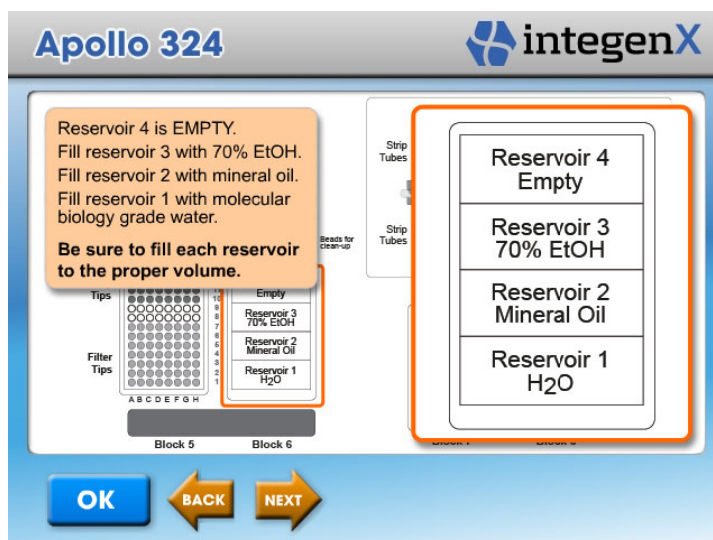 Apollo 324
integenX
Reservoir 4 is EMPTY.
Fill reservoir 3 with 70% EtOH.
Fill reservoir 2 with mineral oil.
Fill reservoir 1 with molecular
biology grade water.
Be sure to fill each reservoir
to the proper volume.
Strip
Tubes
Strip
Tubes
Beads for
clean-up
Reservoir 4
Empty
Reservoir 3
70% EtOH
Reservoir 2
Mineral Oil
Reservoir 1
H2O
Tips
Filter
Tips
10
9
8
7
6
5
4
3
2
1
A B C D E F G H
Empty
Reservoir 3
70% EtOH
Reservoir 2
Mineral Oil
Reservoir 1
H2O
Block 5
Block 6
OK
BACK
NEXT